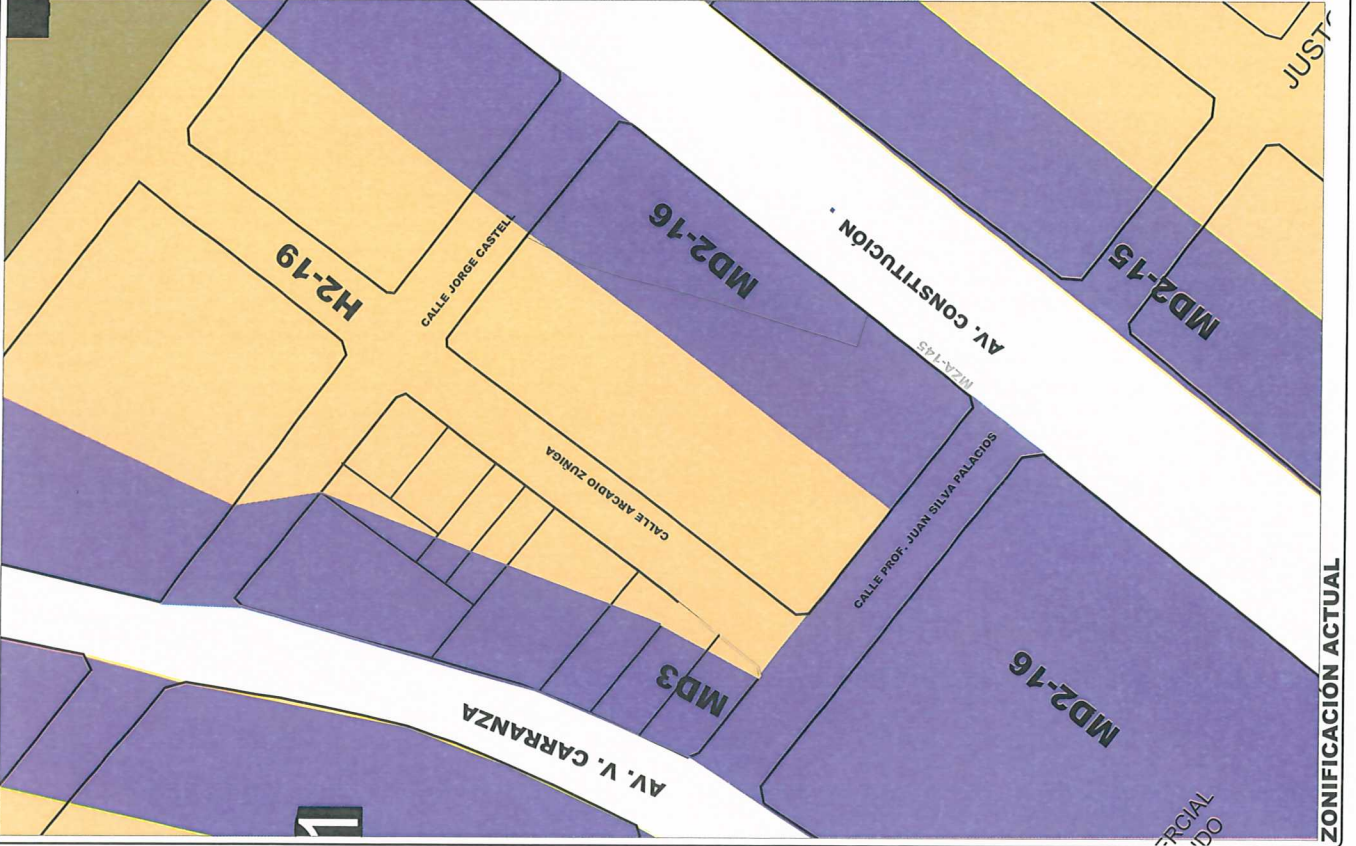 ZONIFICACIÓN ACTUAL
H2-19
CALLE JORGE CASTELL
MD2-16
AV. CONSTITUCIÓN
MZA-145
MD2-15
CALLE ARCADIO ZUÑIGA
CALLE PROF. JUAN SILVA PALACIOS
MD3
AV. V. CARRANZA
MD2-16
1